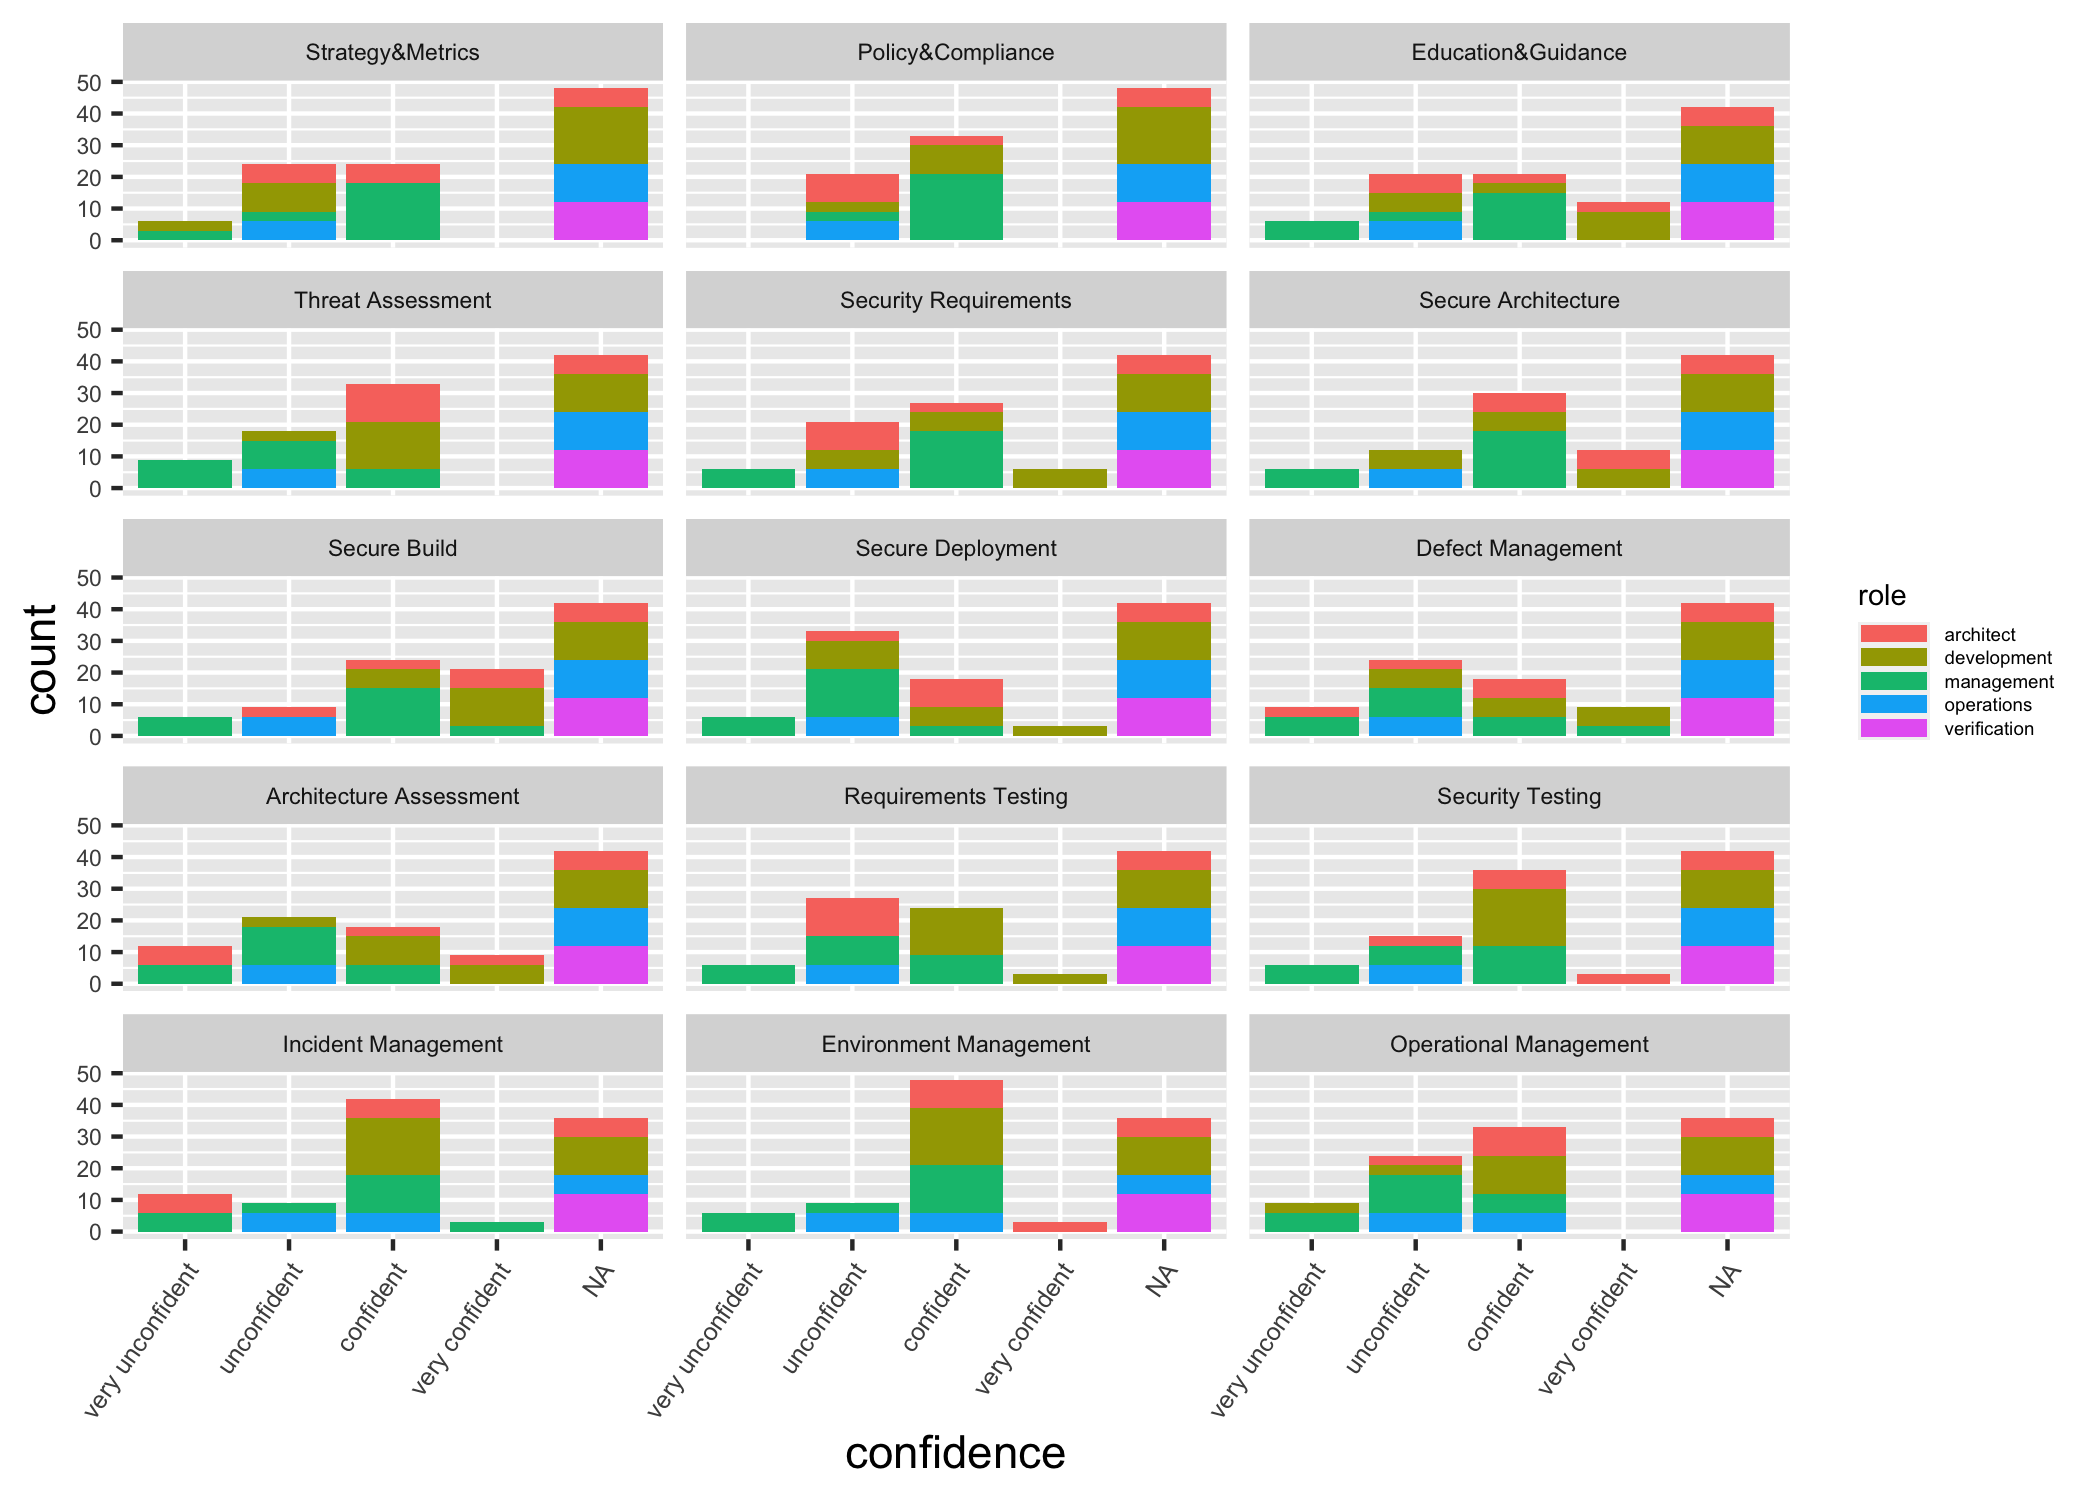 Strategy&Metrics
Policy&Compliance
Education&Guidance
50
40
30
20
10
0
Threat Assessment
Security Requirements
Secure Architecture
50
40
30
20
10
0
Secure Build
Secure Deployment
Defect Management
50
40
30
20
10
0
Architecture Assessment
Requirements Testing
Security Testing
50
40
30
20
10
0
Incident Management
Environment Management
Operational Management
50
40
30
20
10
0
very unconfident
unconfident
confident
very confident
NA
very unconfident
unconfident
confident
very confident
NA
very unconfident
unconfident
confident
very confident
NA
confidence
count
role
architect
development
management
operations
verification